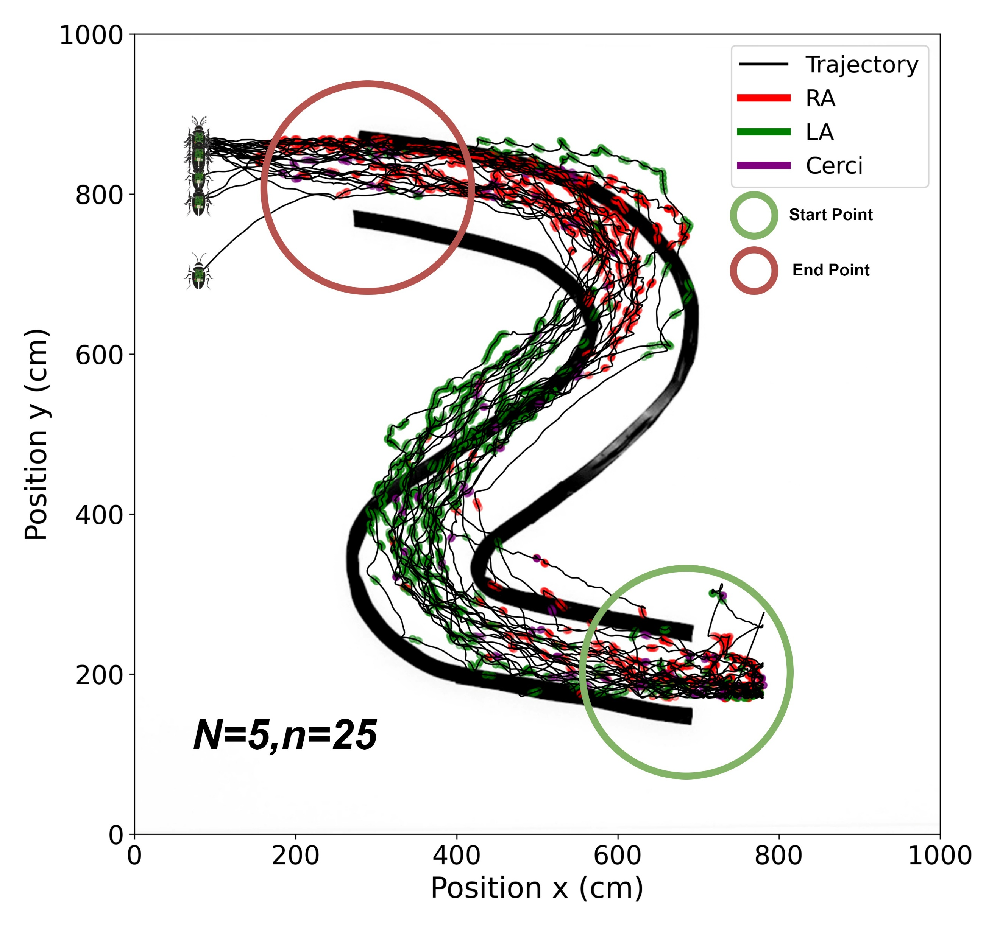 1000
800
600
400
200
0
0 200 400 600 800 1000
Position y (cm)
Position x (cm)
Trajectory
RA
LA
Cerci
Start Point
End Point
N=5,n=25